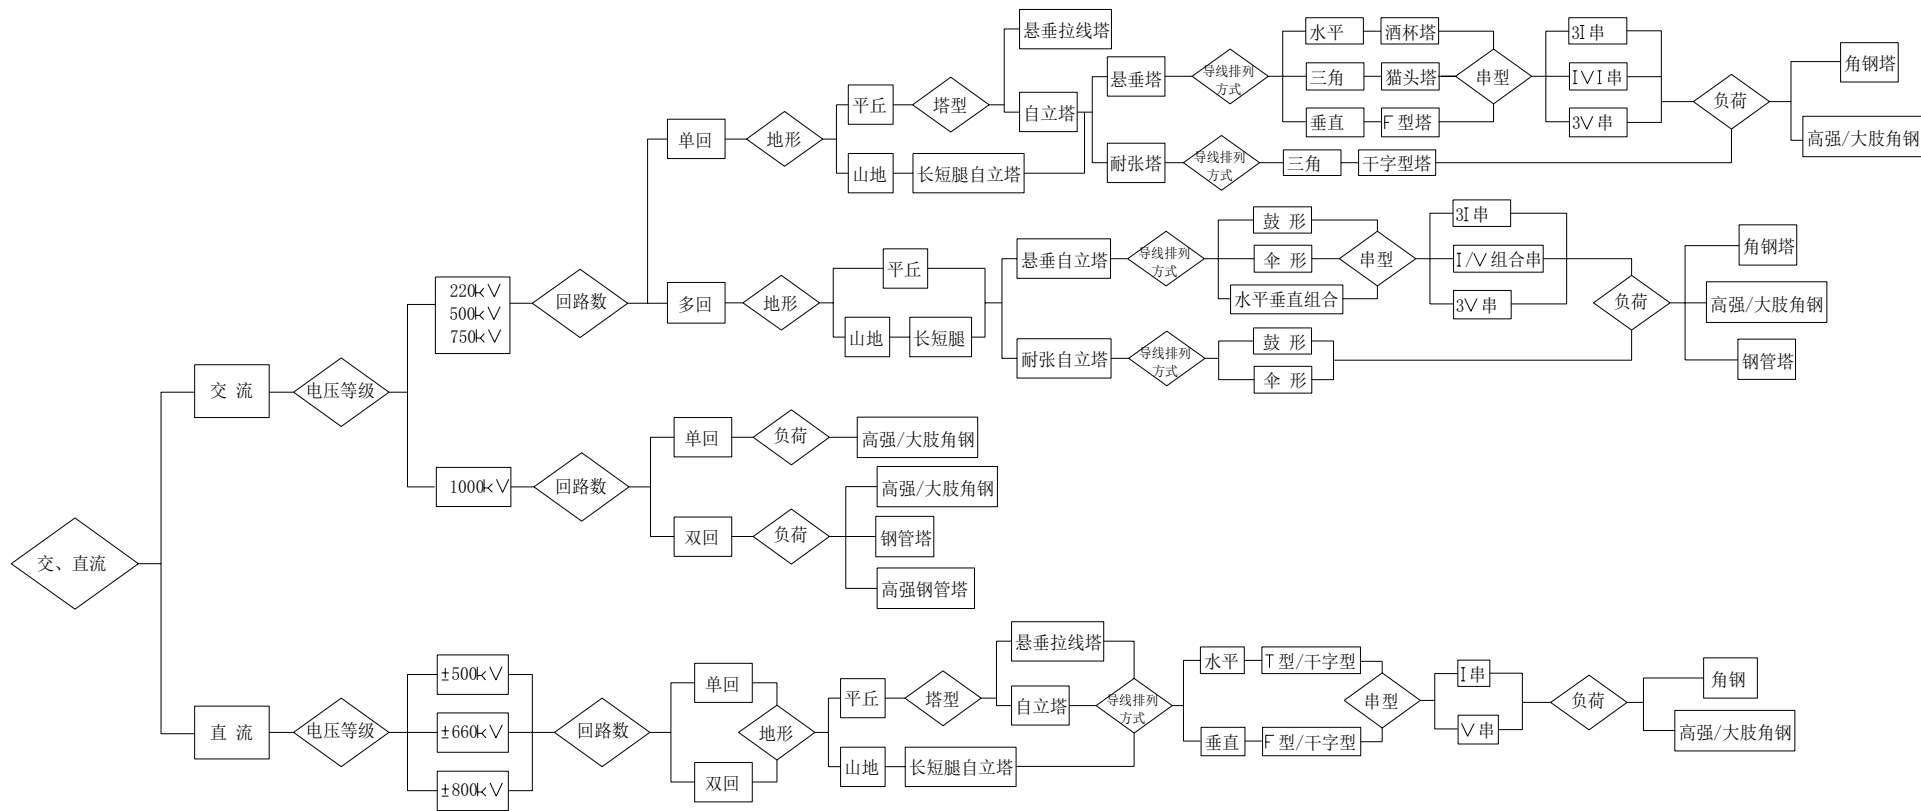 交、直流
交 流
电压等级
220kV
500kV
750kV
回路数
单回
地形
平丘
塔型
悬垂拉线塔
自立塔
山地
长短腿自立塔
悬垂塔
导线排列
方式
水平
酒杯塔
三角
猫头塔
垂直
F型塔
串型
3I串
IVI串
3V串
负荷
角钢塔
高强/大肢角钢
耐张塔
导线排列
方式
三角
干字型塔
多回
地形
平丘
山地
长短腿
悬垂自立塔
导线排列
方式
鼓 形
伞 形
水平垂直组合
串型
3I串
I/V组合串
3V串
负荷
角钢塔
高强/大肢角钢
钢管塔
耐张自立塔
导线排列
方式
鼓 形
伞 形
1000kV
回路数
单回
负荷
高强/大肢角钢
双回
负荷
高强/大肢角钢
钢管塔
高强钢管塔
直 流
电压等级
±500kV
±660kV
±800kV
回路数
单回
双回
地形
平丘
塔型
悬垂拉线塔
自立塔
山地
长短腿自立塔
导线排列
方式
水平
T型/干字型
垂直
F型/干字型
串型
I串
V串
负荷
角钢
高强/大肢角钢